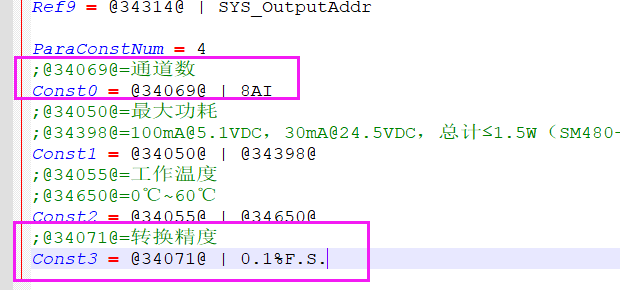 Ref9 = @34314@ | SYS_OutputAddr
ParaConstNum = 4
;@34069@=通道数
Const0 = @34069@ | 8AI
;@34050@=最大功耗
;@34398@=100mA@5.1VDC，30mA@24.5VDC，总计≤1.5W（SM480-
Const1 = @34050@ | @34398@
;@34055@=工作温度
;@34650@=0℃~60℃
Const2 = @34055@ | @34650@
;@34071@=转换精度
Const3 = @34071@ | 0.1%F.S.